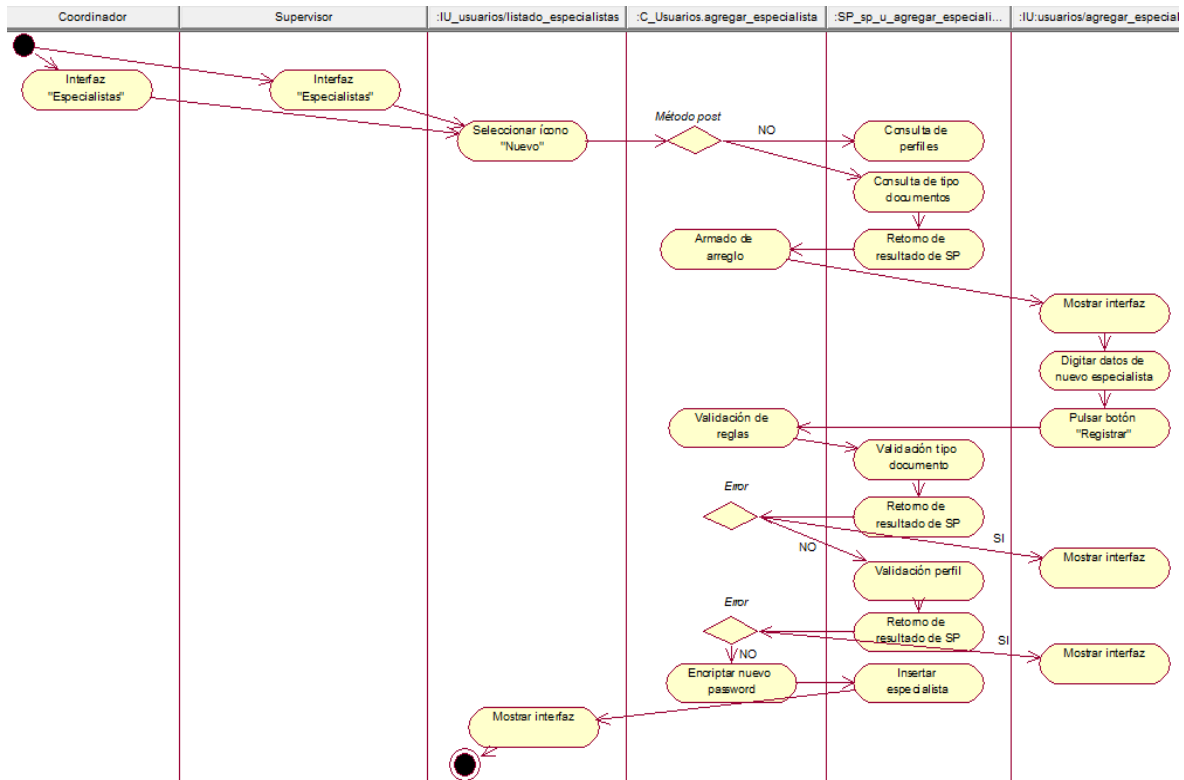 Coordinador
Supervisor
:IU_usuarios/listado_especialistas
:C_Usuarios.agregar_especialista
:SP_sp_u_agregar_especiali...
:IU:usuarios/agregar_especial
Interfaz
"Especialistas"
Interfaz
"Especialistas"
Seleccionar ícono
"Nuevo"
Método post
NO
Consulta de
perfiles
Consulta de tipo
documentos
Armado de
arreglo
Retorno de
resultado de SP
Mostrar interfaz
Digitar datos de
nuevo especialista
Validación de
reglas
Pulsar botón
"Registrar"
Validación tipo
documento
Error
Retorno de
resultado de SP
SI
NO
Mostrar interfaz
Validación perfil
Error
Retorno de
resultado de SP
SI
NO
Mostrar interfaz
Encriptar nuevo
password
Insertar
especialista
Mostrar interfaz